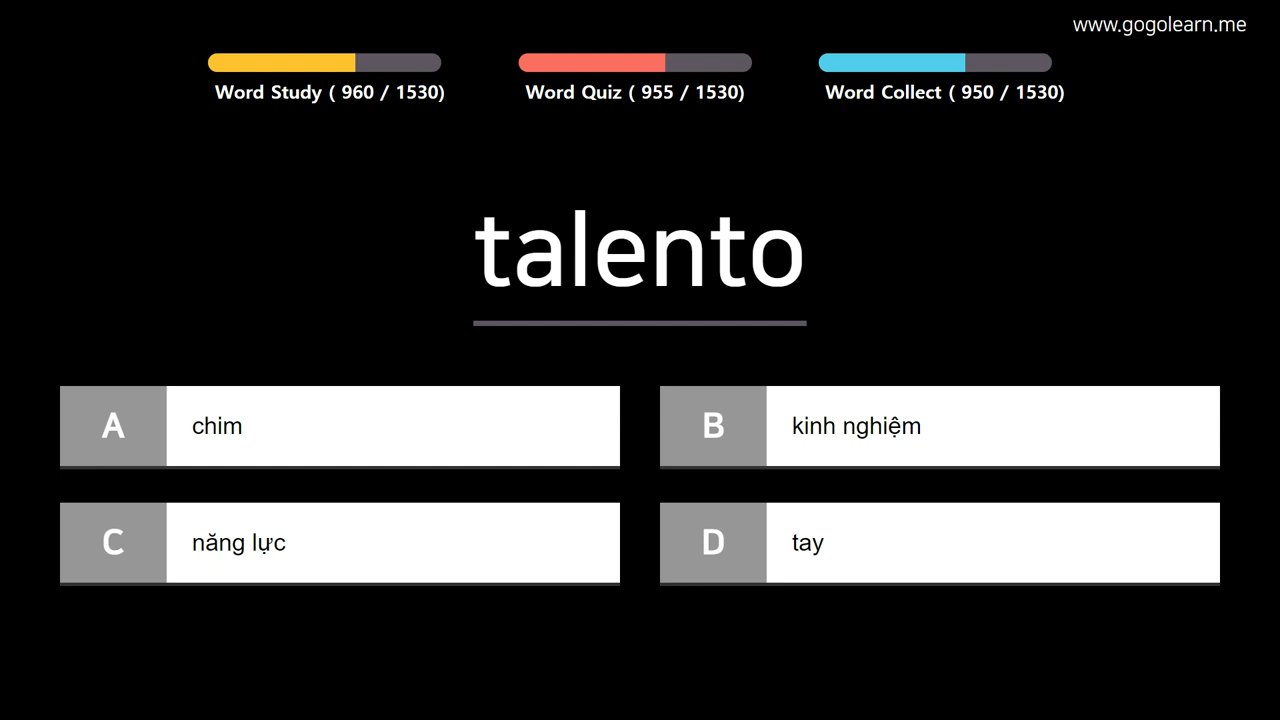 www.gogolearn.me
Word Study ( 960 / 1530)
Word Quiz ( 955 / 1530)
Word Collect ( 950 / 1530)
talento
A chim
B kinh nghiệm
C năng lực
D tay